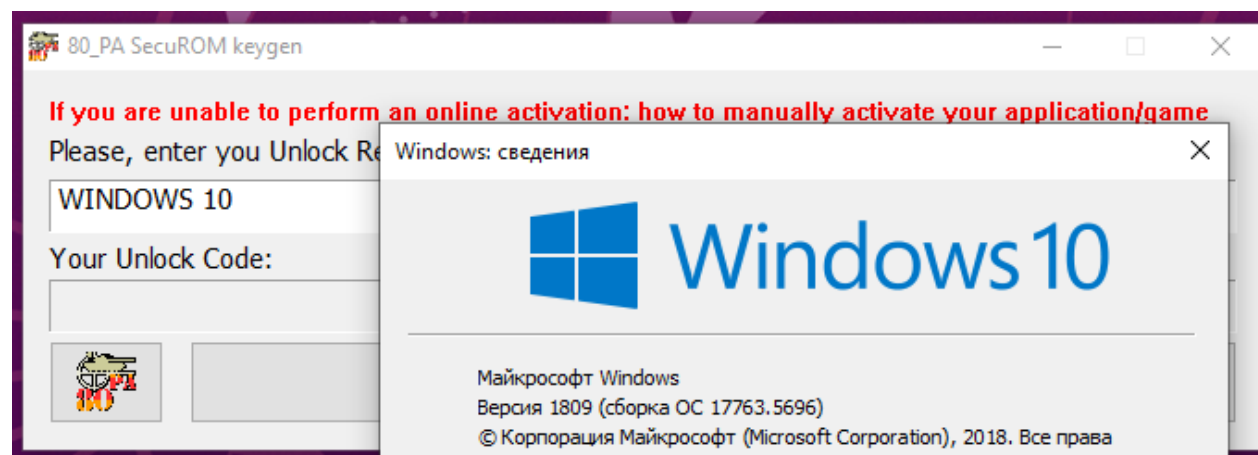 80_PA SecuROM keygen
If you are unable to perform an online activation: how to manually activate your application/game
Please, enter you Unlock
WINDOWS 10
Your Unlock Code:
Windows: сведения
Windows 10
Майкрософт Windows
Версия 1809 (сборка ОС 17763.5696)
© Корпорация Майкрософт (Microsoft Corporation), 2018. Все права